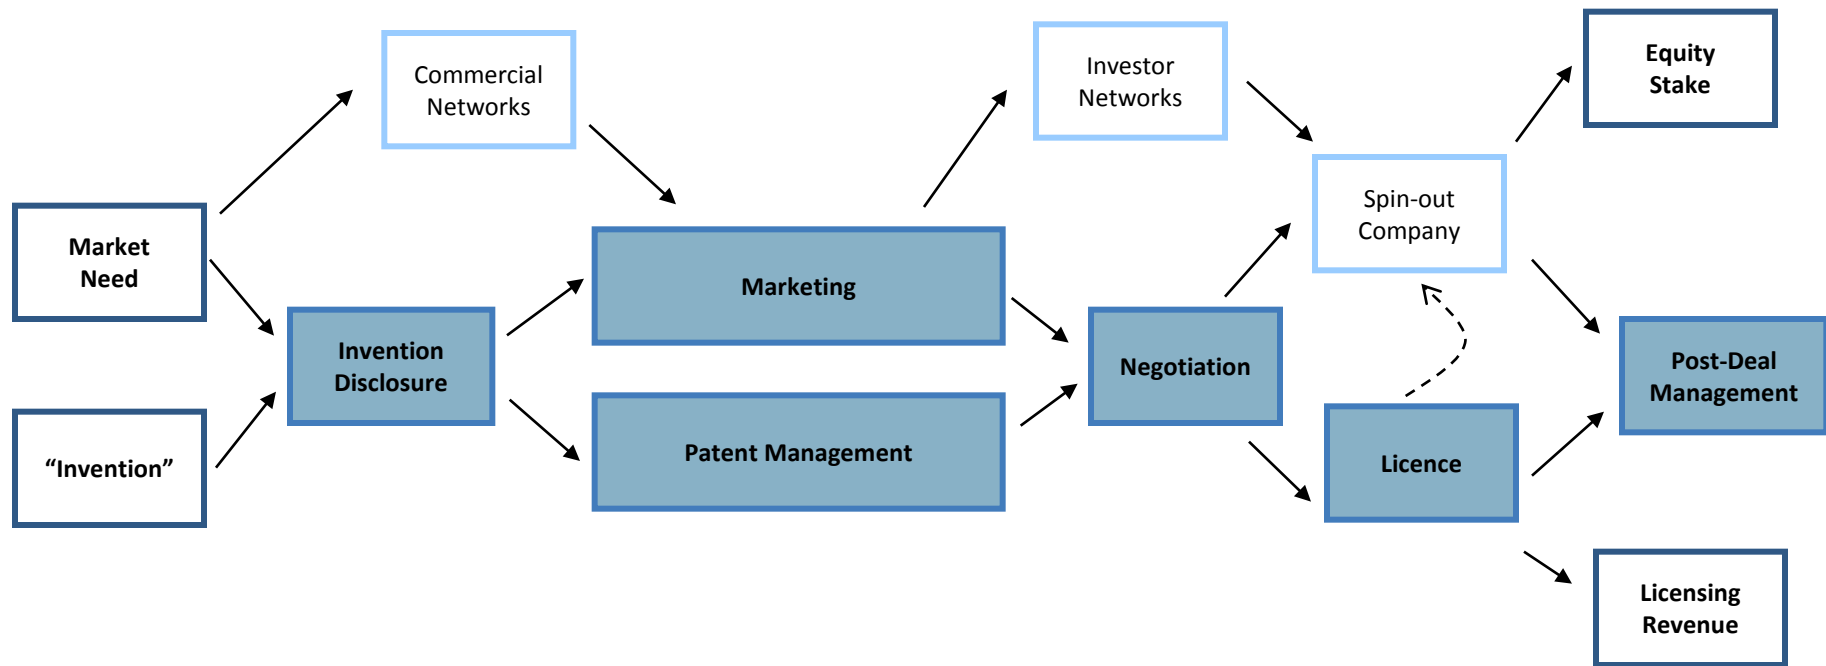 Commercial
Networks
Investor
Networks
Equity
Stake
Market
Need
Spin-out
Company
Marketing
Invention
Disclosure
Negotiation
Post-Deal
Management
“Invention”
Patent Management
Licence
Licensing
Revenue